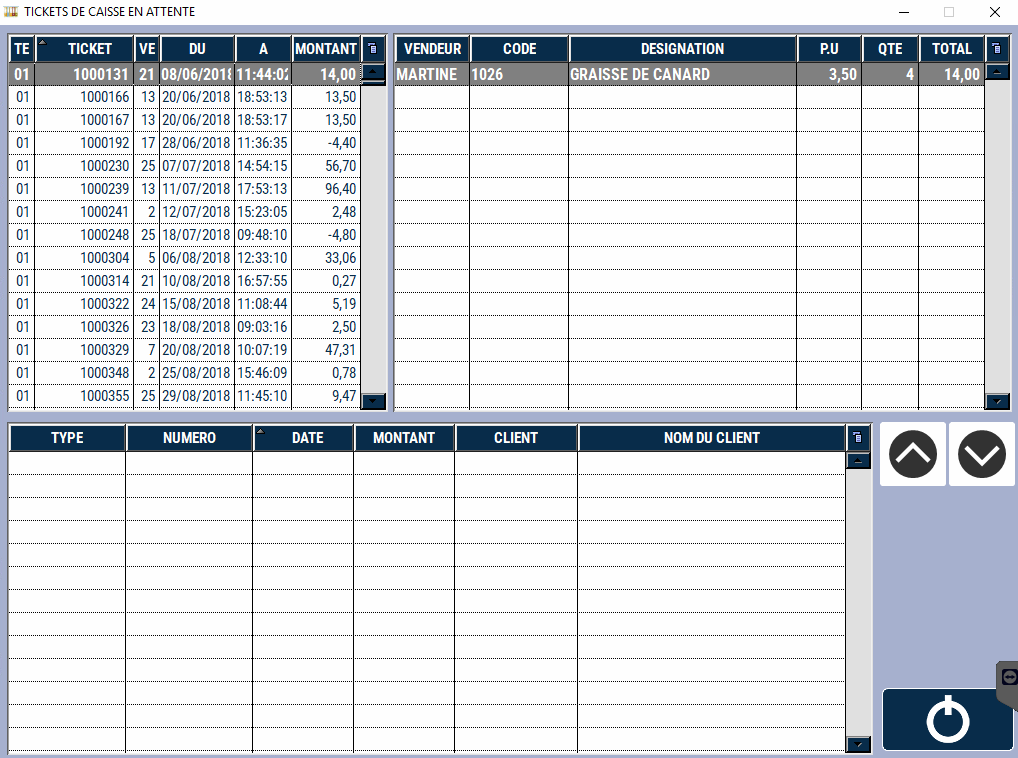 TICKETS DE CAISSE EN ATTENTE
TE TICKET VE DU A MONTANT
01 1000131 21 08/06/2018 11:44:02 14,00
01 1000166 13 20/06/2018 18:53:13 13,50
01 1000167 13 20/06/2018 18:53:17 13,50
01 1000192 17 28/06/2018 11:36:35 -4,40
01 1000230 25 07/07/2018 14:54:15 56,70
01 1000239 13 11/07/2018 17:53:13 96,40
01 1000241 2 12/07/2018 15:23:05 2,48
01 1000248 25 18/07/2018 09:48:10 -4,80
01 1000304 5 06/08/2018 12:33:10 33,06
01 1000314 21 10/08/2018 16:57:55 0,27
01 1000322 24 15/08/2018 11:08:44 5,19
01 1000326 23 18/08/2018 09:03:16 2,50
01 1000329 7 20/08/2018 10:07:19 47,31
01 1000348 2 25/08/2018 15:46:09 0,78
01 1000355 25 29/08/2018 11:45:10 9,47
VENDEUR CODE DESIGNATION P.U QTE TOTAL
MARTINE 1026 GRAISSE DE CANARD 3,50 4 14,00
TYPE NUMERO DATE MONTANT CLIENT NOM DU CLIENT